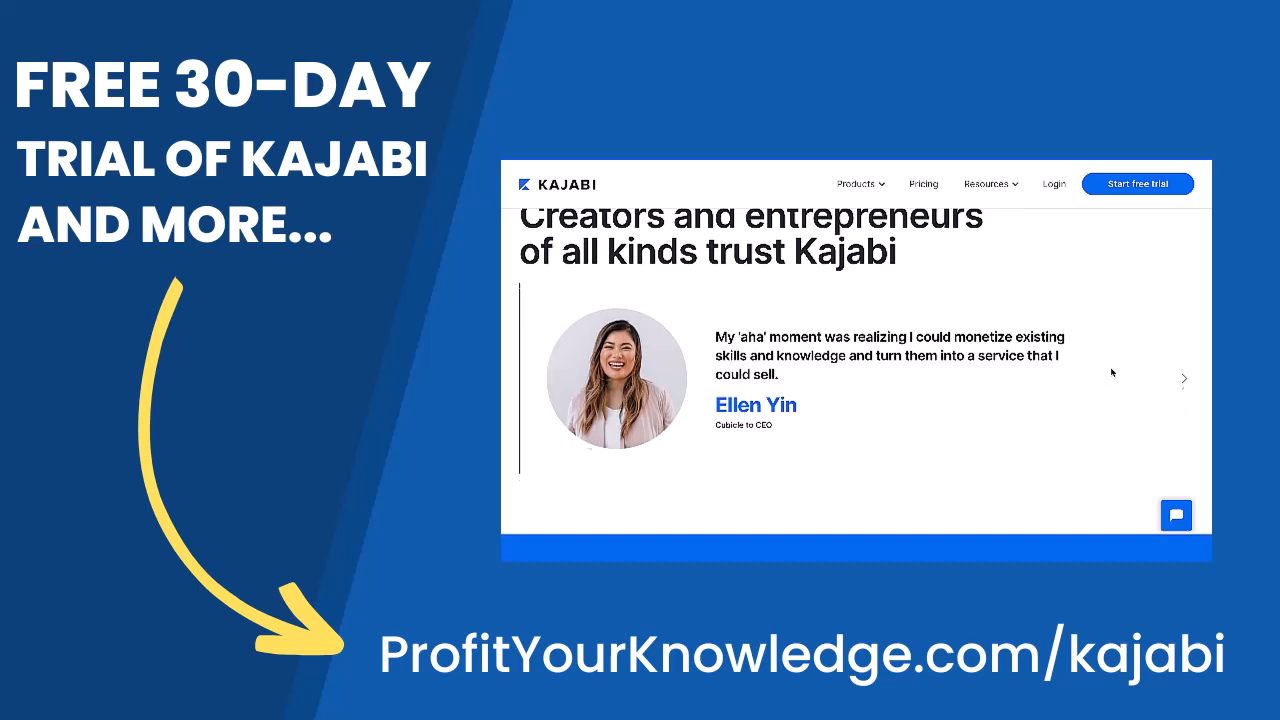 FREE 30-DAY
TRIAL OF KAJABI
AND MORE...
KAJABI
Products
Pricing
Resources
Login
Start free trial
Creators and entrepreneurs
of all kinds trust Kajabi
My 'aha' moment was realizing I could monetize existing
skills and knowledge and turn them into a service that I
could sell.
Ellen Yin
Cubicle to CEO
ProfitYourKnowledge.com/kajabi